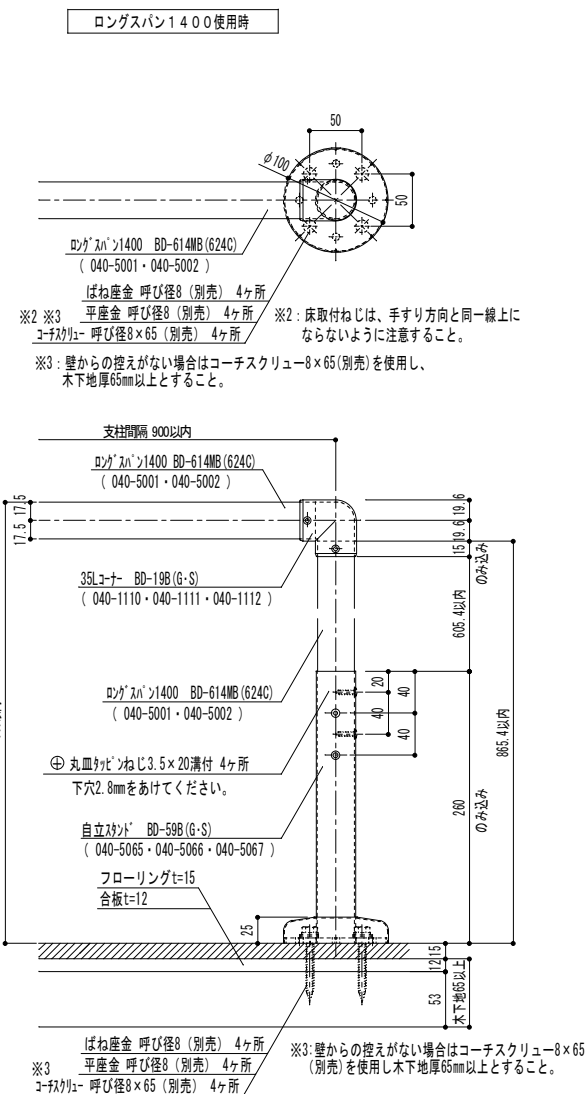 ロングスパン1400使用時
50
φ100
50
ロングスパン1400 BD-614MB(624C)
( 040-5001・040-5002 )
ばね座金 呼び径8 (別売) 4ヶ所
※2 ※3 平座金 呼び径8 (別売) 4ヶ所
コーチスクリュー 呼び径8×65 (別売) 4ヶ所
※2：床取付ねじは、手すり方向と同一線上に
ならないように注意すること。
※3：壁からの控えがない場合はコーチスクリュー8×65(別売)を使用し、
木下地厚65mm以上とすること。
支柱間隔 900以内
ロングスパン1400 BD-614MB(624C)
( 040-5001・040-5002 )
17.5
17.5
19.6
19.6
15
のみ込み
35Lコーナー BD-19B(G・S)
( 040-1110・040-1111・040-1112 )
605.4以内
ロングスパン1400 BD-614MB(624C)
( 040-5001・040-5002 )
20
40
40
40
865.4以内
⊕ 丸皿タッピンねじ3.5×20溝付 4ヶ所
下穴2.8mmをあけてください。
260
のみ込み
自立スタンド BD-59B(G・S)
( 040-5065・040-5066・040-5067 )
フローリングt=15
合板t=12
25
15
12
53
木下地65以上
ばね座金 呼び径8 (別売) 4ヶ所
※3 平座金 呼び径8 (別売) 4ヶ所
コーチスクリュー 呼び径8×65 (別売) 4ヶ所
※3:壁からの控えがない場合はコーチスクリュー8×65
(別売)を使用し木下地厚65mm以上とすること。